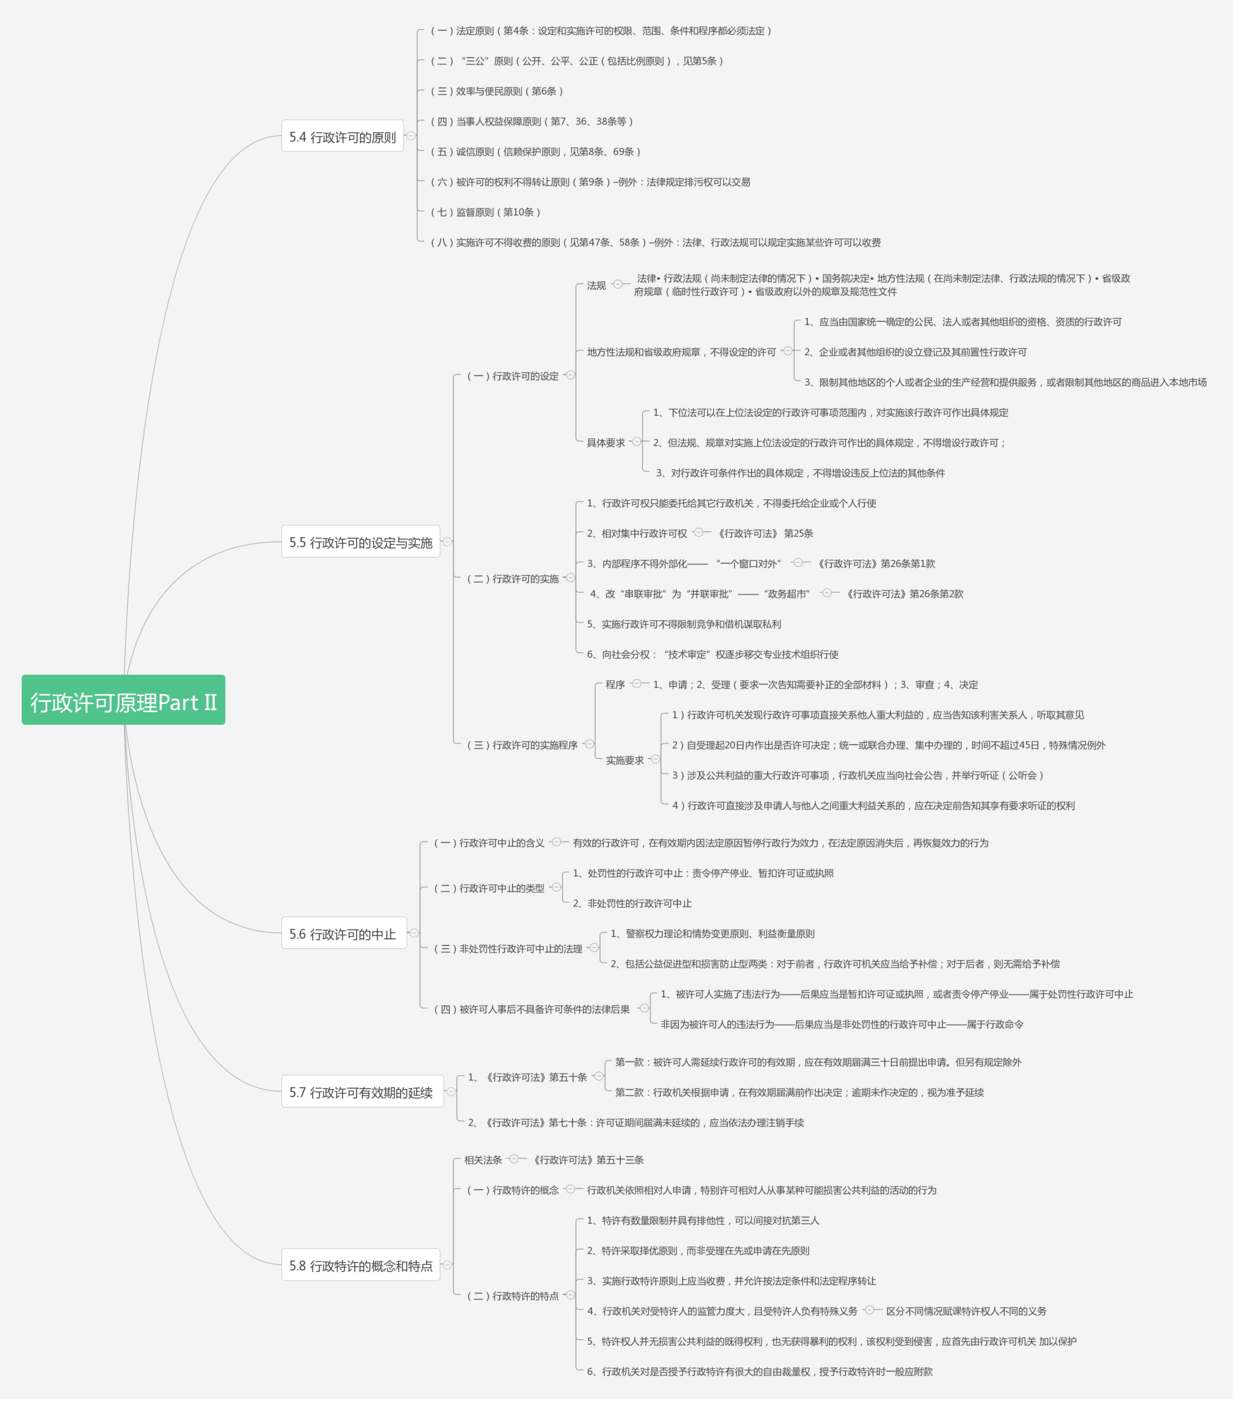 行政许可原理Part II
5.4 行政许可的原则
（一）法定原则（第4条：设定和实施许可的权限、范围、条件和程序都必须法定）
（二）“三公”原则（公开、公平、公正（包括比例原则），见第5条）
（三）效率与便民原则（第6条）
（四）当事人权益保障原则（第7、36、38条等）
（五）诚信原则（信赖保护原则，见第8条、69条）
（六）被许可的权利不得转让原则（第9条）–例外：法律规定排污权可以交易
（七）监督原则（第10条）
（八）实施许可不得收费的原则（见第47条、58条）–例外：法律、行政法规可以规定实施某些许可可以收费
5.5 行政许可的设定与实施
（一）行政许可的设定
法规
法律• 行政法规（尚未制定法律的情况下）• 国务院决定• 地方性法规（在尚未制定法律、行政法规的情况下）• 省级政
府规章（临时性行政许可）• 省级政府以外的规章及规范性文件
地方性法规和省级政府规章，不得设定的许可
1、应当由国家统一确定的公民、法人或者其他组织的资格、资质的行政许可
2、企业或者其他组织的设立登记及其前置性行政许可
3、限制其他地区的个人或者企业的生产经营和提供服务，或者限制其他地区的商品进入本地市场
具体要求
1、下位法可以在上位法设定的行政许可事项范围内，对实施该行政许可作出具体规定
2、但法规、规章对实施上位法设定的行政许可作出的具体规定，不得增设行政许可；
3、对行政许可条件作出的具体规定，不得增设违反上位法的其他条件
（二）行政许可的实施
1、行政许可权只能委托给其它行政机关，不得委托给企业或个人行使
2、相对集中行政许可权
《行政许可法》 第25条
3、内部程序不得外部化—— “一个窗口对外”
《行政许可法》第26条第1款
4、改“串联审批”为“并联审批”——“政务超市”
《行政许可法》第26条第2款
5、实施行政许可不得限制竞争和借机谋取私利
6、向社会分权：“技术审定”权逐步移交专业技术组织行使
（三）行政许可的实施程序
程序
1、申请；2、受理（要求一次告知需要补正的全部材料）；3、审查；4、决定
实施要求
1）行政许可机关发现行政许可事项直接关系他人重大利益的，应当告知该利害关系人，听取其意见
2）自受理起20日内作出是否许可决定；统一或联合办理、集中办理的，时间不超过45日，特殊情况例外
3）涉及公共利益的重大行政许可事项，行政机关应当向社会公告，并举行听证（公听会）
4）行政许可直接涉及申请人与他人之间重大利益关系的，应在决定前告知其享有要求听证的权利
5.6 行政许可的中止
（一）行政许可中止的含义
有效的行政许可，在有效期内因法定原因暂停行政行为效力，在法定原因消失后，再恢复效力的行为
（二）行政许可中止的类型
1、处罚性的行政许可中止：责令停产停业、暂扣许可证或执照
2、非处罚性的行政许可中止
（三）非处罚性行政许可中止的法理
1、警察权力理论和情势变更原则、利益衡量原则
2、包括公益促进型和损害防止型两类：对于前者，行政许可机关应当给予补偿；对于后者，则无需给予补偿
（四）被许可人事后不具备许可条件的法律后果
1、被许可人实施了违法行为——后果应当是暂扣许可证或执照，或者责令停产停业——属于处罚性行政许可中止
非因为被许可人的违法行为——后果应当是非处罚性的行政许可中止——属于行政命令
5.7 行政许可有效期的延续
1、《行政许可法》第五十条
第一款：被许可人需延续行政许可的有效期，应在有效期届满三十日前提出申请。但另有规定除外
第二款：行政机关根据申请，在有效期届满前作出决定；逾期未作决定的，视为准予延续
2、《行政许可法》第七十条：许可证期间届满未延续的，应当依法办理注销手续
5.8 行政特许的概念和特点
相关法条
《行政许可法》第五十三条
（一）行政特许的概念
行政机关依照相对人申请，特别许可相对人从事某种可能损害公共利益的活动的行为
（二）行政特许的特点
1、特许有数量限制并具有排他性，可以间接对抗第三人
2、特许采取择优原则，而非受理在先或申请在先原则
3、实施行政特许原则上应当收费，并允许按法定条件和法定程序转让
4、行政机关对受特许人的监管力度大，且受特许人负有特殊义务
区分不同情况赋课特许权人不同的义务
5、特许权人并无损害公共利益的既得权利，也无获得暴利的权利，该权利受到侵害，应首先由行政许可机关 加以保护
6、行政机关对是否授予行政特许有很大的自由裁量权，授予行政特许时一般应附款